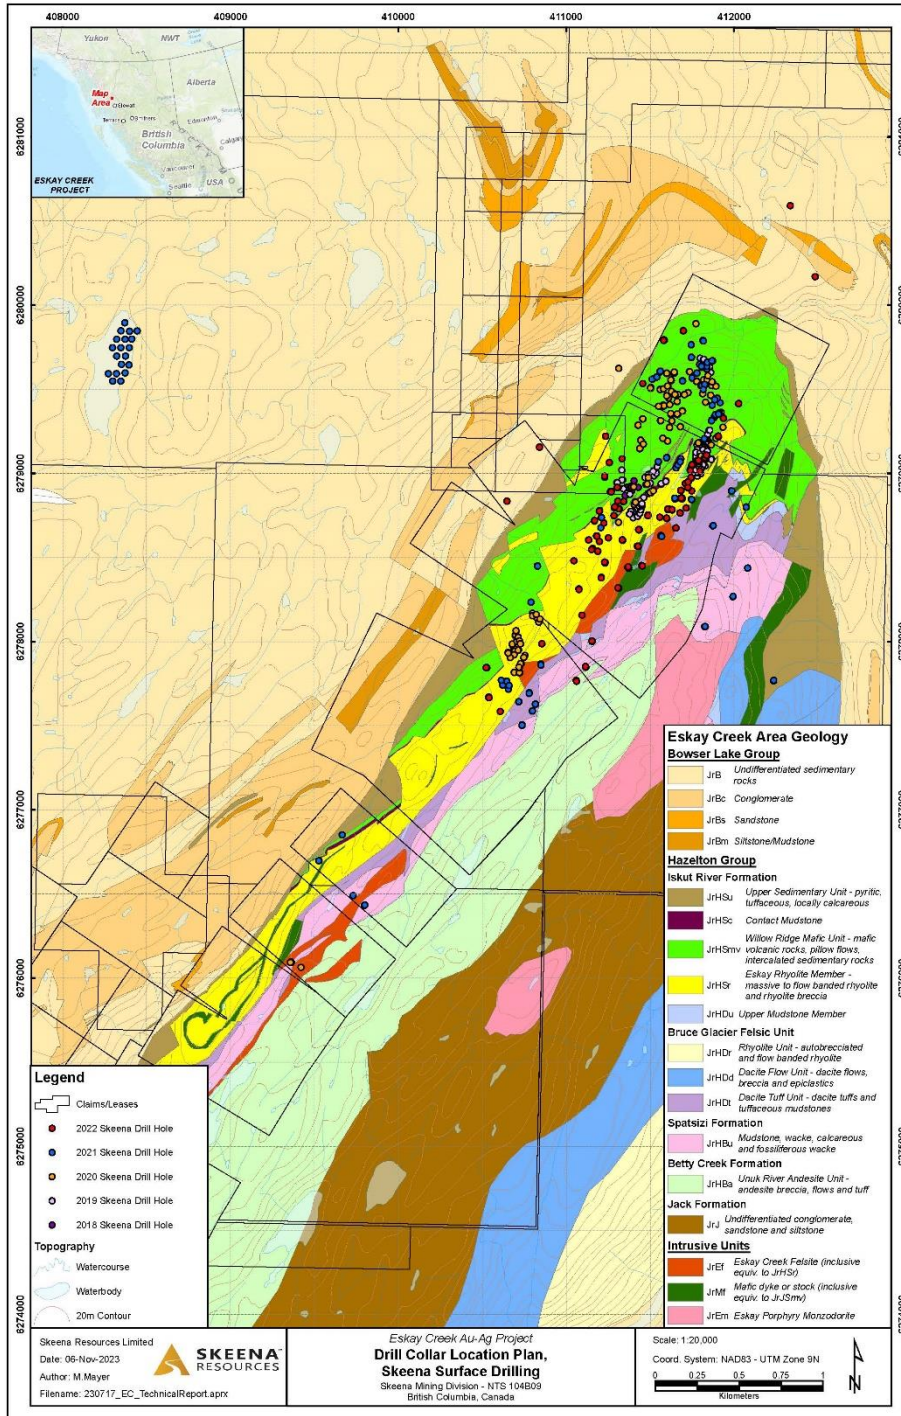 408000
409000
410000
411000
412000
Yukon
NWT
Alberta
Map
Area
Stewart
Terrace
Smithers
Edmonton
British
Columbia
Calgary
Vancouver
Seattle
USA
ESKAY CREEK
PROJECT
6281000
6281000
6280000
6280000
6279000
6279000
6278000
6278000
6277000
6277000
6276000
6276000
6275000
6275000
6274000
6274000
Eskay Creek Area Geology
Bowser Lake Group
JrB Undifferentiated sedimentary
rocks
JrBc Conglomerate
JrBs Sandstone
JrBm Siltstone/Mudstone
Hazelton Group
Iskut River Formation
JrHSu Upper Sedimentary Unit - pyritic,
tuffaceous, locally calcareous
JrHSc Contact Mudstone
JrHSmv Willow Ridge Mafic Unit - mafic
volcanic rocks, pillow flows,
intercalated sedimentary rocks
JrHSr Eskay Rhyolite Member -
massive to flow banded rhyolite
and rhyolite breccia
JrHDu Upper Mudstone Member
Bruce Glacier Felsic Unit
JrHDr Rhyolite Unit - autobrecciated
and flow banded rhyolite
JrHDd Dacite Flow Unit - dacite flows,
breccia and epiclastics
JrHDt Dacite Tuff Unit - dacite tuffs and
tuffaceous mudstones
Spatsizi Formation
JrHBu Mudstone, wacke, calcareous
and fossiliferous wacke
Betty Creek Formation
JrHBa Unuk River Andesite Unit -
andesite breccia, flows and tuff
Jack Formation
JrJ Undifferentiated conglomerate,
sandstone and siltstone
Intrusive Units
JrEf Eskay Creek Felsite (inclusive
equiv. to JrHSr)
JrMf Mafic dyke or stock (inclusive
equiv. to JrJSmv)
JrEm Eskay Porphyry Monzodorite
Legend
Claims/Leases
2022 Skeena Drill Hole
2021 Skeena Drill Hole
2020 Skeena Drill Hole
2019 Skeena Drill Hole
2018 Skeena Drill Hole
Topography
Watercourse
Waterbody
20m Contour
Skeena Resources Limited
Date: 06-Nov-2023
Author: M.Mayer
Filename: 230717_EC_TechnicalReport.aprx
SKEENA
RESOURCES
Eskay Creek Au-Ag Project
Drill Collar Location Plan,
Skeena Surface Drilling
Skeena Mining Division - NTS 104B09
British Columbia, Canada
Scale: 1:20,000
Coord. System: NAD83 - UTM Zone 9N
0 0.25 0.5 0.75 1
Kilometers
N